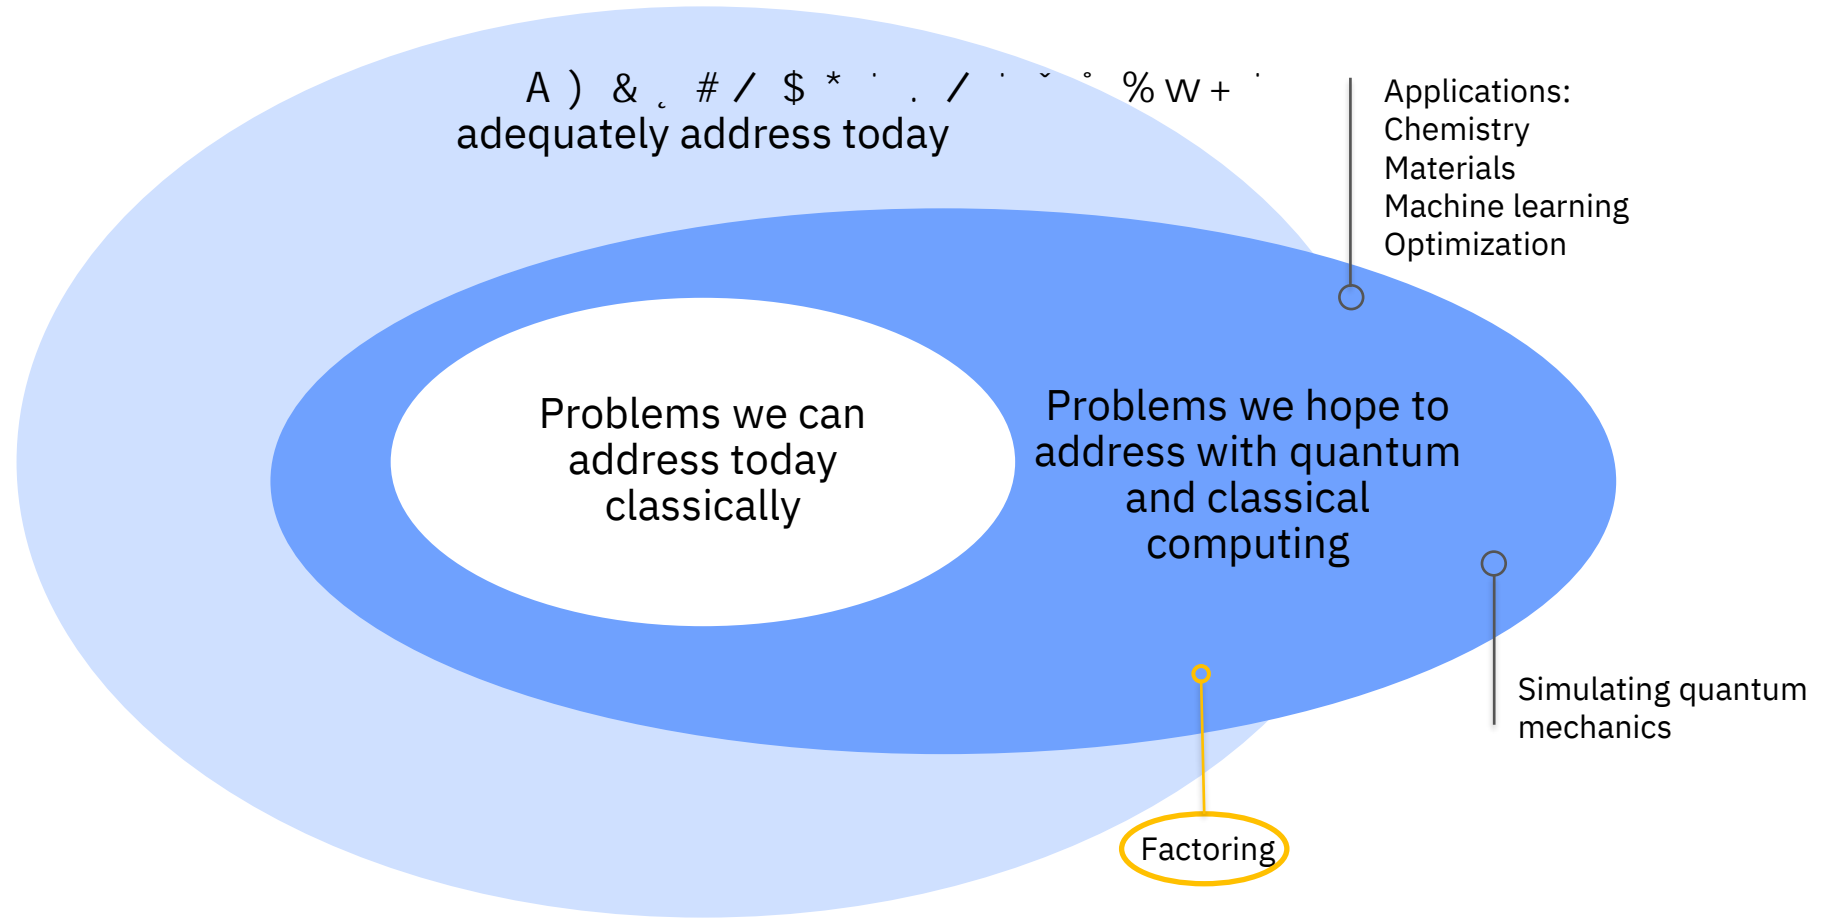 adequately address today
Applications:
Chemistry
Materials
Machine learning
Optimization
Problems we can
address today
classically
Problems we hope to
address with quantum
and classical
computing
Simulating quantum
mechanics
Factoring